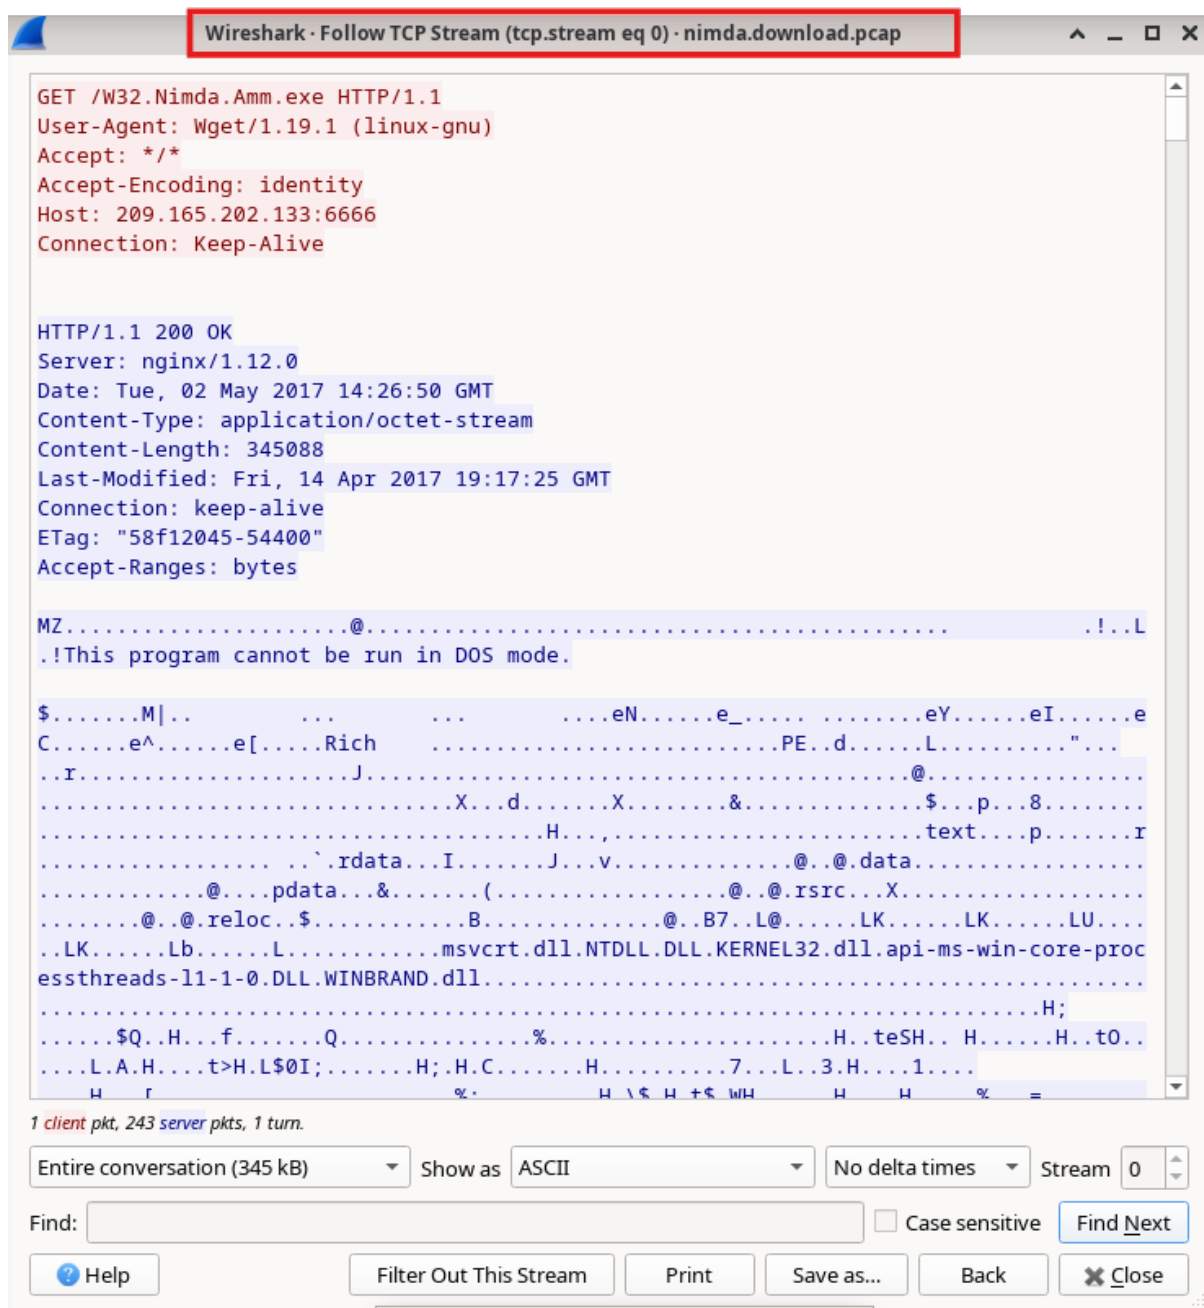 Wireshark · Follow TCP Stream (tcp.stream eq 0) · nimda.download.pcap
GET /W32.Nimda.Amm.exe HTTP/1.1
User-Agent: Wget/1.19.1 (linux-gnu)
Accept: */*
Accept-Encoding: identity
Host: 209.165.202.133:6666
Connection: Keep-Alive
HTTP/1.1 200 OK
Server: nginx/1.12.0
Date: Tue, 02 May 2017 14:26:50 GMT
Content-Type: application/octet-stream
Content-Length: 345088
Last-Modified: Fri, 14 Apr 2017 19:17:25 GMT
Connection: keep-alive
ETag: "58f12045-54400"
Accept-Ranges: bytes
MZ......................@.............................................          .!..L
.!This program cannot be run in DOS mode.
$.......M|..        ...       ...       ....eN......e_..... ........eY......eI......e
C......e^......e[.....Rich    ...........................PE..d......L.........."...
..r.....................J..........................................@.................
................................X...d.......X........&..............$...p...8........
.......................................H...,........................text....p.......r
.................. ..`.rdata...I.......J...v..............@..@.data..................
.............@....pdata...&.......(..................@..@.rsrc...X...................
........@..@.reloc..$............B..............@..B7..L@......LK......LK......LU....
..LK......Lb......L............msvcrt.dll.NTDLL.DLL.KERNEL32.dll.api-ms-win-core-proc
essthreads-l1-1-0.DLL.WINBRAND.dll...................................................
.............................................................................H;
......$Q..H...f.......Q...............%......................H..teSH.. H......H..tO..
....L.A.H....t>H.L$0I;.......H;.H.C.......H..........7...L..3.H....1....
1 client pkt, 243 server pkts, 1 turn.
Entire conversation (345 kB) Show as ASCII No delta times Stream 0
Find: Case sensitive Find Next
Help Filter Out This Stream Print Save as... Back Close